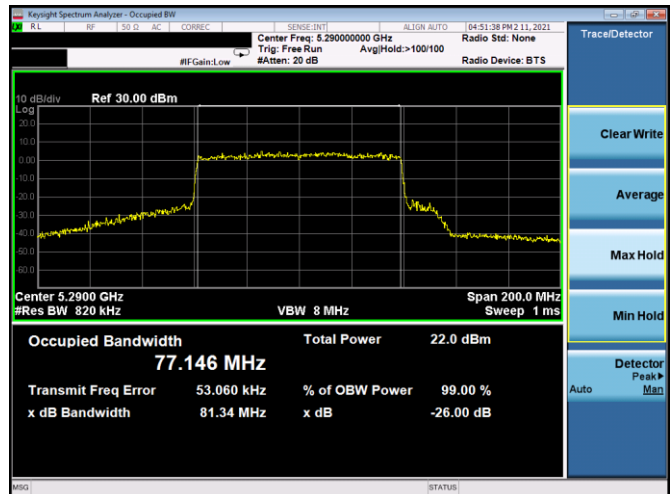 Keysight Spectrum Analyzer - Occupied BW
RL RF 50 Ω AC CORREC SENSE:INT ALIGN AUTO 04:51:38 PM 2 11, 2021
Center Freq: 5.290000000 GHz Radio Std: None
Trig: Free Run Avg|Hold:>100/100
#IFGain:Low #Atten: 20 dB Radio Device: BTS
Trace/Detector
10 dB/div Ref 30.00 dBm
Log
20.0
10.0
0.00
-10.0
-20.0
-30.0
-40.0
-50.0
-60.0
Center 5.2900 GHz Span 200.0 MHz
#Res BW 820 kHz VBW 8 MHz Sweep 1 ms
Occupied Bandwidth Total Power 22.0 dBm
77.146 MHz
Transmit Freq Error 53.060 kHz % of OBW Power 99.00 %
x dB Bandwidth 81.34 MHz x dB -26.00 dB
Clear Write
Average
Max Hold
Min Hold
Detector
Peak▶
Auto Man
MSG STATUS